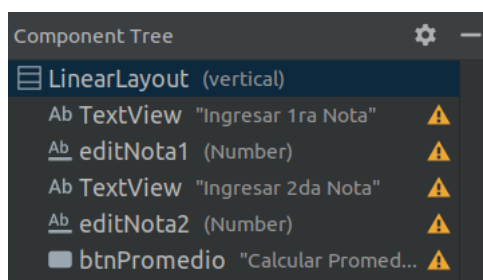 Component Tree
LinearLayout (vertical)
Ab TextView "Ingresar 1ra Nota"
Ab editNota1 (Number)
Ab TextView "Ingresar 2da Nota"
Ab editNota2 (Number)
btnPromedio "Calcular Promed...